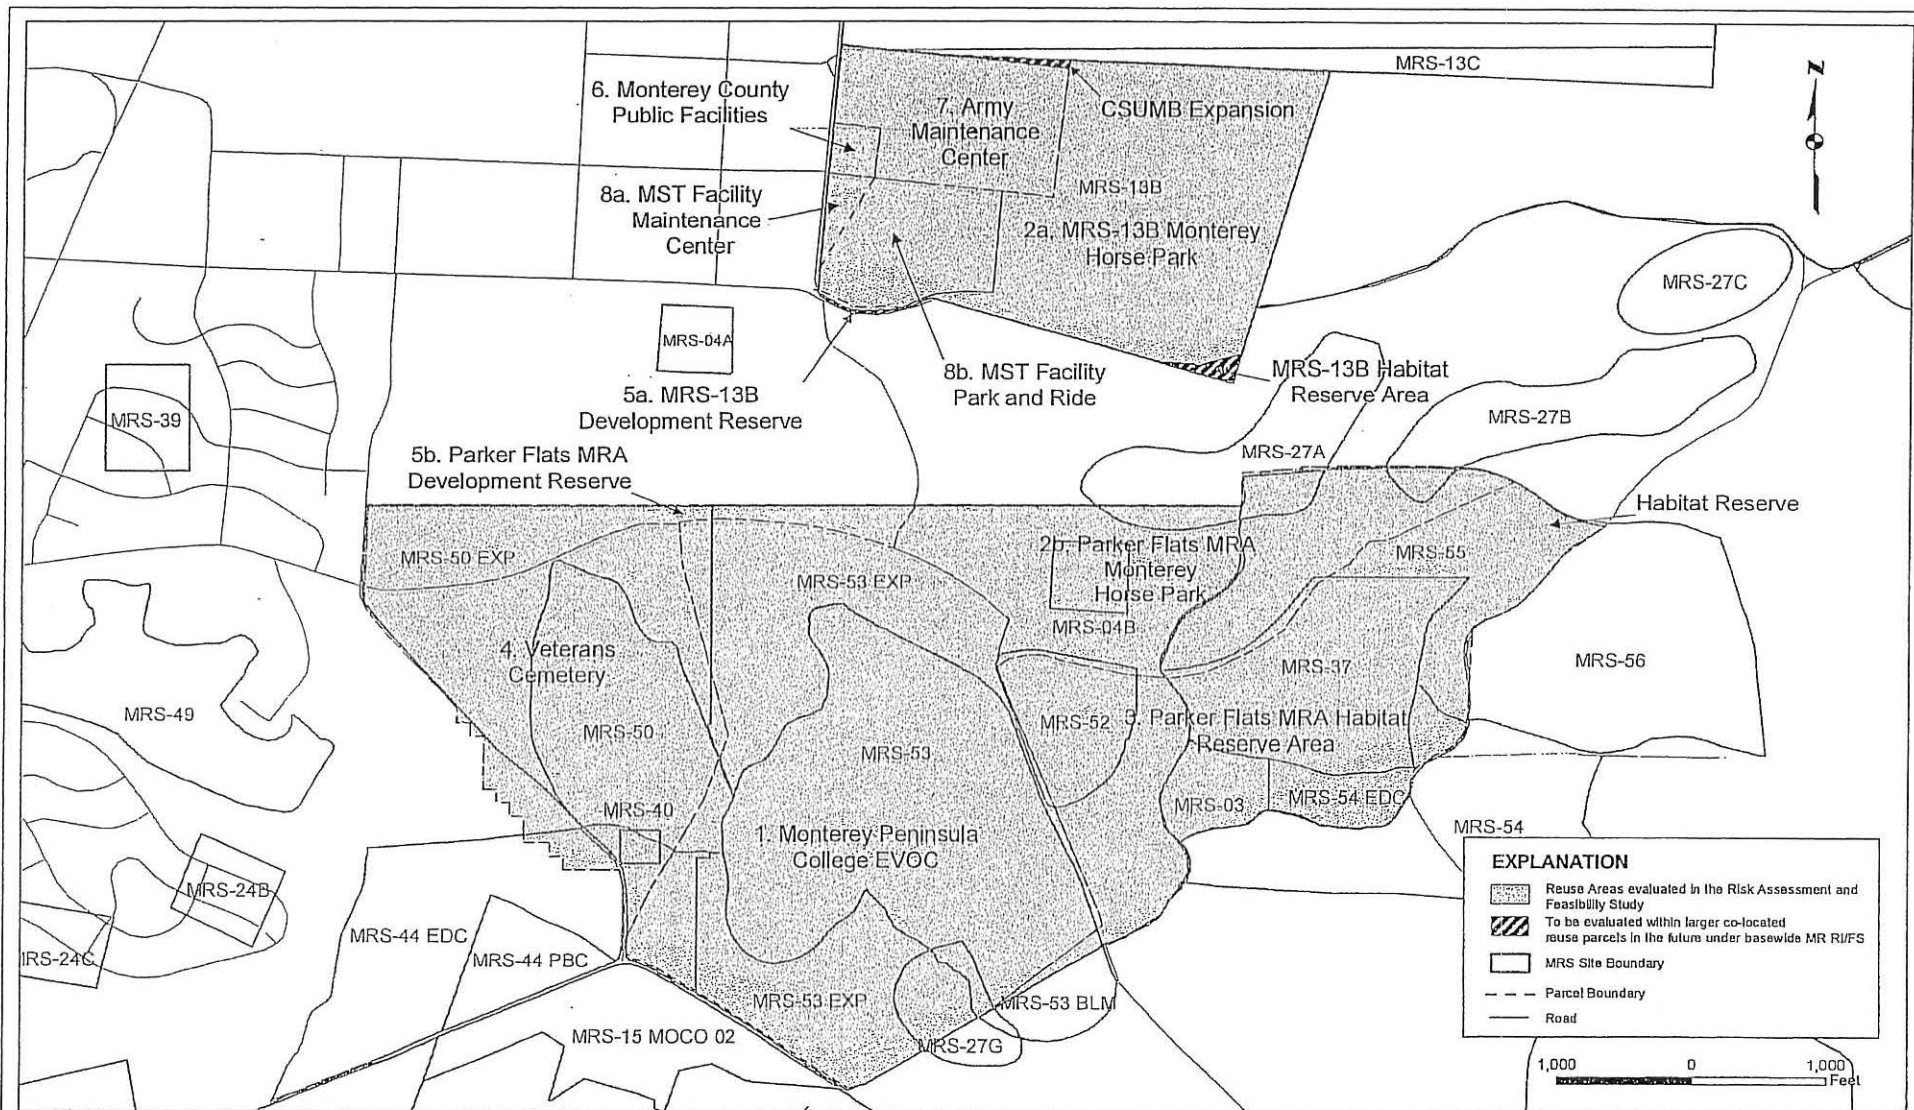 MRS-13C
N
6. Monterey County
Public Facilities
7. Army
Maintenance
Center
CSUMB Expansion
8a. MST Facility
Maintenance
Center
MRS-13B
2a. MRS-13B Monterey
Horse Park
MRS-27C
MRS-04A
5a. MRS-13B
Development Reserve
8b. MST Facility
Park and Ride
MRS-13B Habitat
Reserve Area
MRS-39
MRS-27B
5b. Parker Flats MRA
Development Reserve
MRS-27A
Habitat Reserve
MRS-50 EXP
MRS-53 EXP
2b. Parker Flats MRA
Monterey
Horse Park
MRS-55
MRS-04B
4. Veterans
Cemetery
MRS-37
MRS-56
MRS-49
MRS-50
MRS-53
MRS-52
3. Parker Flats MRA Habitat
Reserve Area
MRS-40
MRS-03
MRS-54 EDC
MRS-54
1. Monterey Peninsula
College EVOC
MRS-24B
MRS-44 EDC
MRS-44 PBC
IRS-24C
MRS-53 EXP
MRS-53 BLM
MRS-15 MOCO 02
MRS-27G
EXPLANATION
Reuse Areas evaluated in the Risk Assessment and
Feasibility Study
To be evaluated within larger co-located
reuse parcels in the future under basewide MR RI/FS
MRS Site Boundary
Parcel Boundary
Road
1,000 0 1,000
Feet